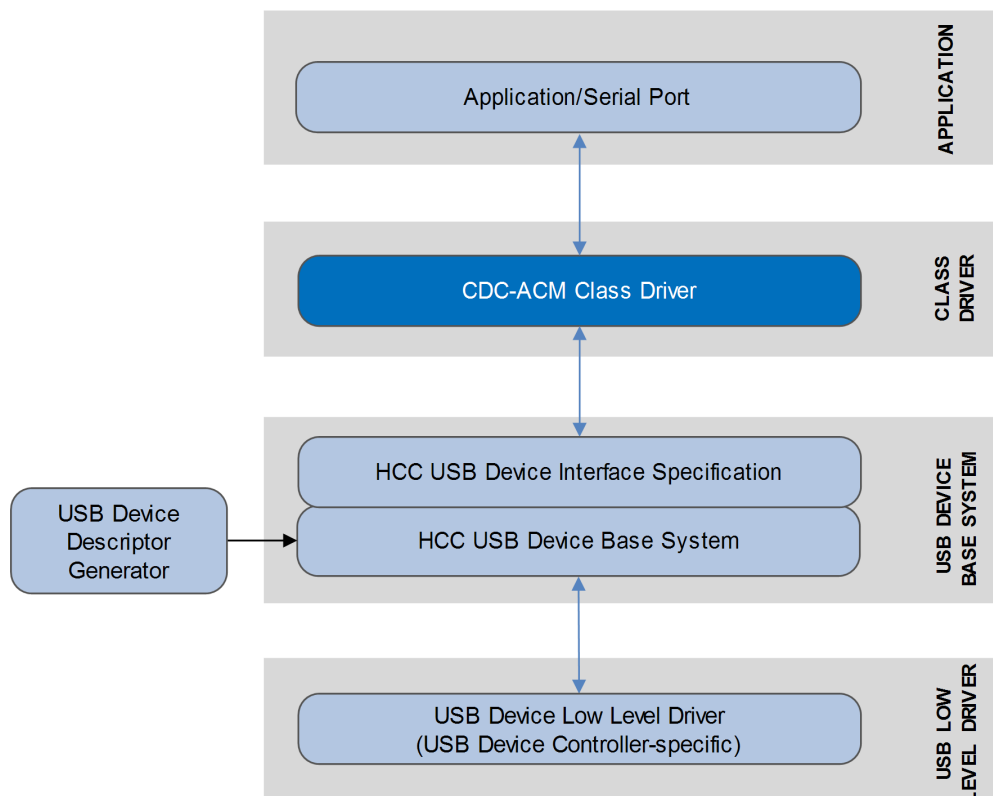 Application/Serial Port
APPLICATION
CDC-ACM Class Driver
CLASS
DRIVER
HCC USB Device Interface Specification
HCC USB Device Base System
USB DEVICE
BASE SYSTEM
USB Device
Descriptor
Generator
USB Device Low Level Driver
(USB Device Controller-specific)
USB LOW
LEVEL DRIVER